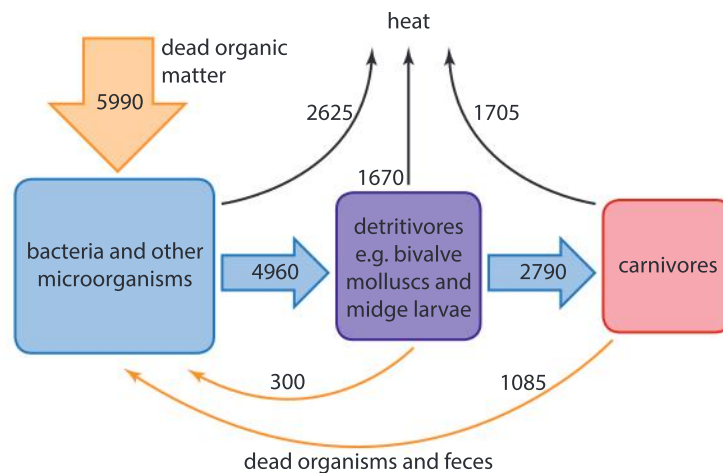 heat
dead organic
matter
5990
2625
1705
1670
bacteria and other
microorganisms
4960
detritivores
e.g. bivalve
molluscs and
midge larvae
2790
carnivores
300
1085
dead organisms and feces